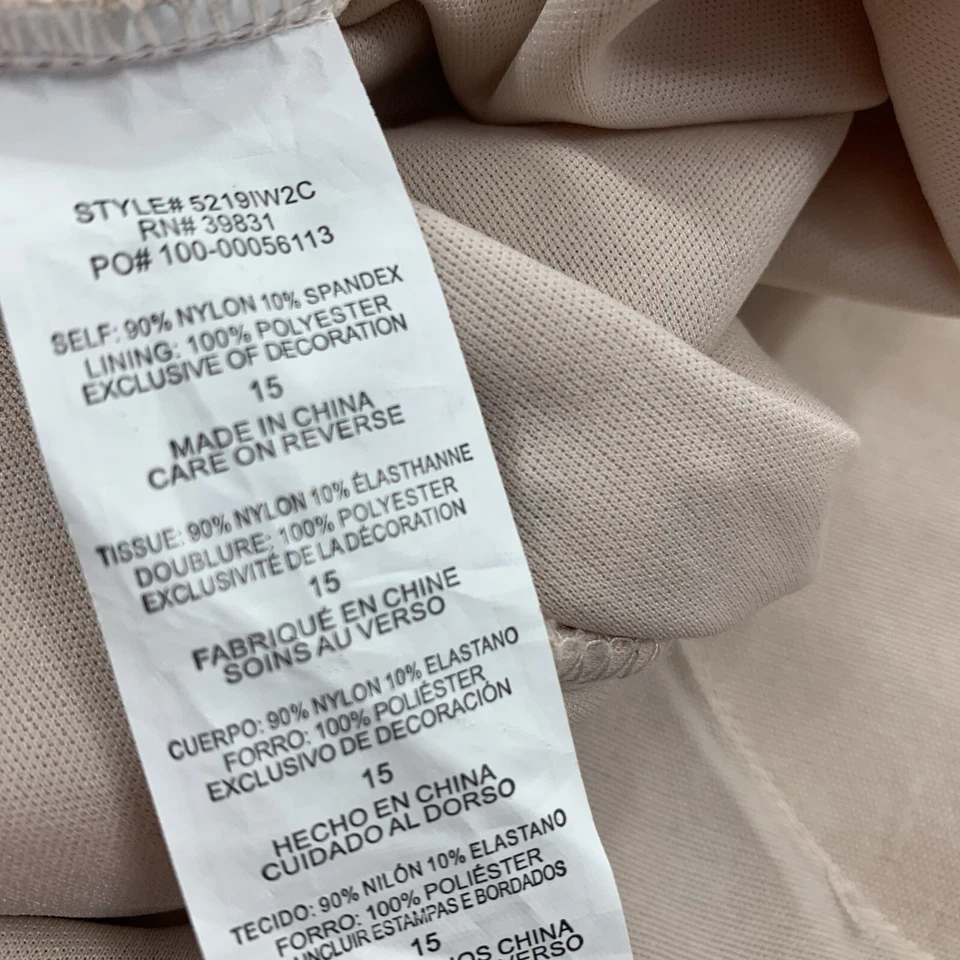 STYLE# 5219IW2C
RN# 39831
PO# 100-00056113
SELF: 90% NYLON 10% SPANDEX
LINING: 100% POLYESTER
EXCLUSIVE OF DECORATION
15
MADE IN CHINA
CARE ON REVERSE
TISSUE: 90% NYLON 10% ÉLASTHANNE
DOUBLURE: 100% POLYESTER
EXCLUSIVITÉ DE LA DÉCORATION
15
FABRIQUÉ EN CHINE
SOINS AU VERSO
CUERPO: 90% NYLON 10% ELASTANO
FORRO: 100% POLIÉSTER
EXCLUSIVO DE DECORACIÓN
15
HECHO EN CHINA
CUIDADO AL DORSO
TECIDO: 90% NILÓN 10% ELASTANO
FORRO: 100% POLIÉSTER
INCLUIR ESTAMPAS E BORDADOS
15
CHINA